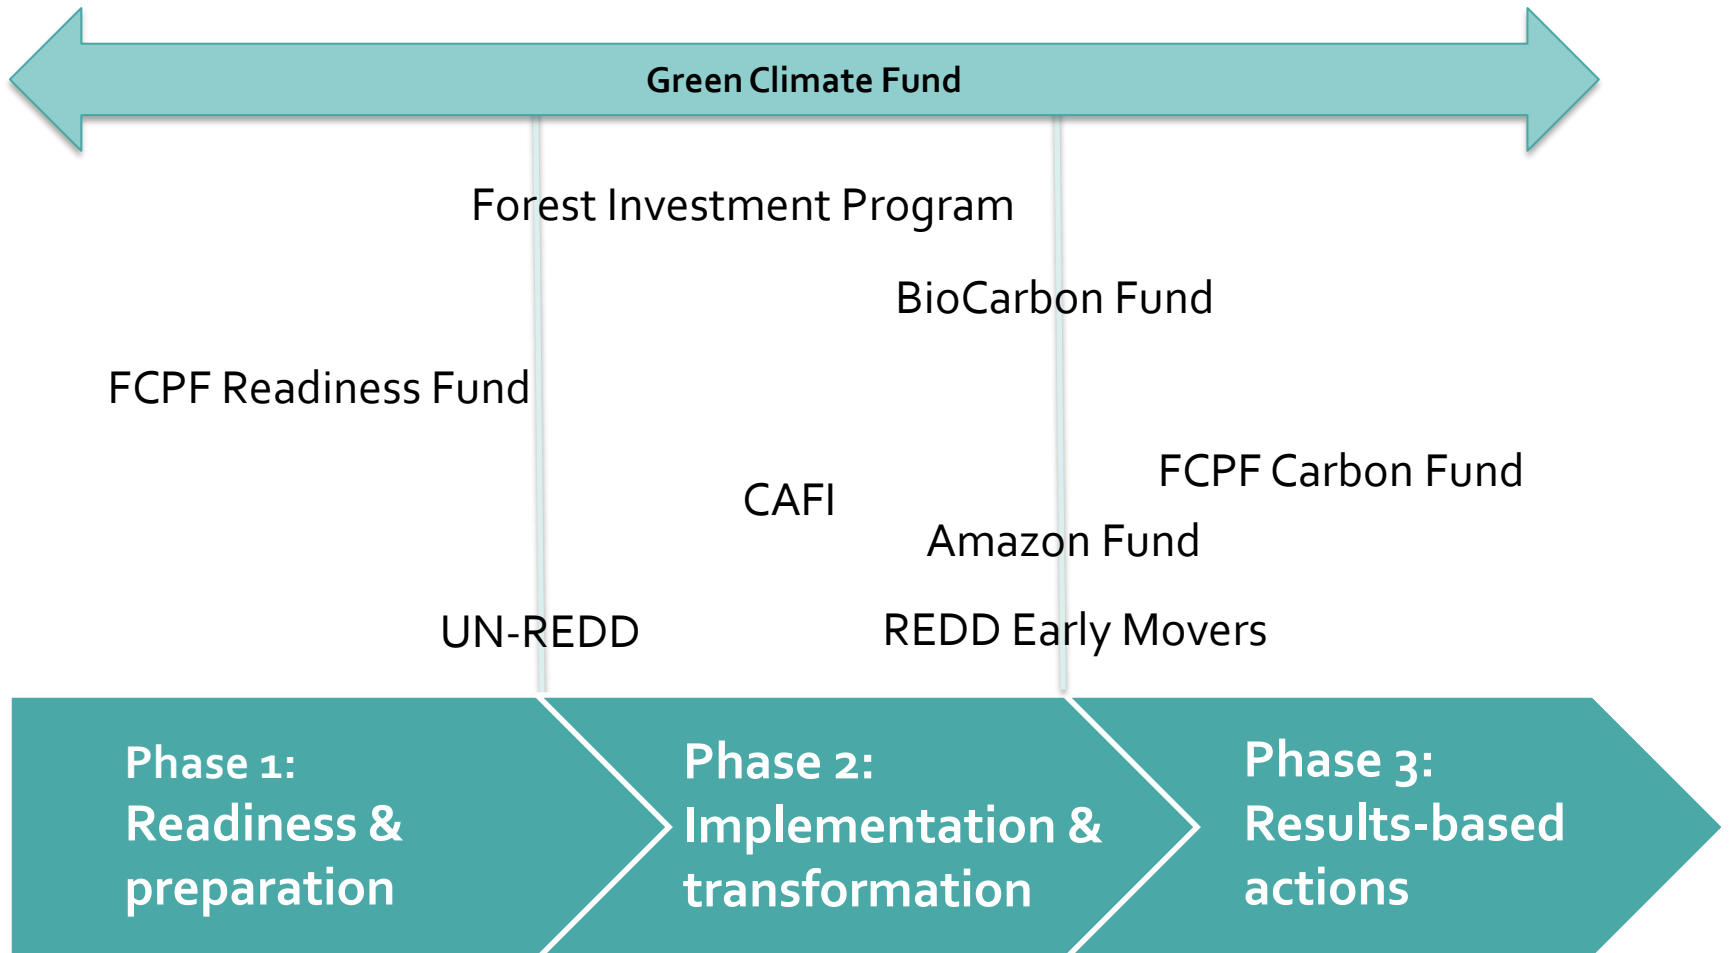 Green Climate Fund
Forest Investment Program
BioCarbon Fund
FCPF Readiness Fund
FCPF Carbon Fund
CAFI
Amazon Fund
UN-REDD
REDD Early Movers
Phase 1:
Readiness &
preparation
Phase 2:
Implementation &
transformation
Phase 3:
Results-based
actions